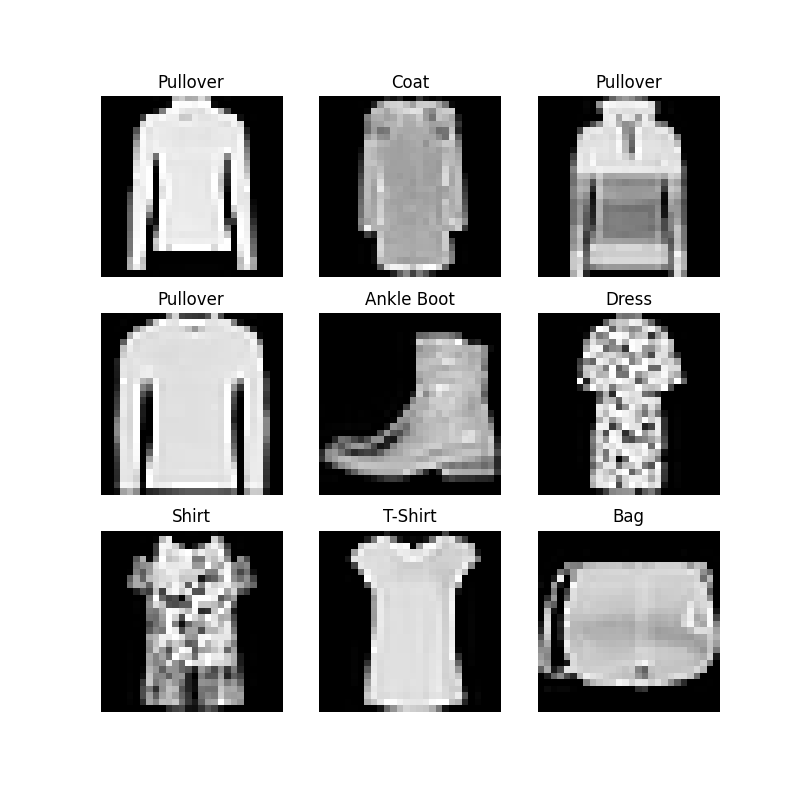 Pullover
Coat
Pullover
Pullover
Ankle Boot
Dress
Shirt
T-Shirt
Bag